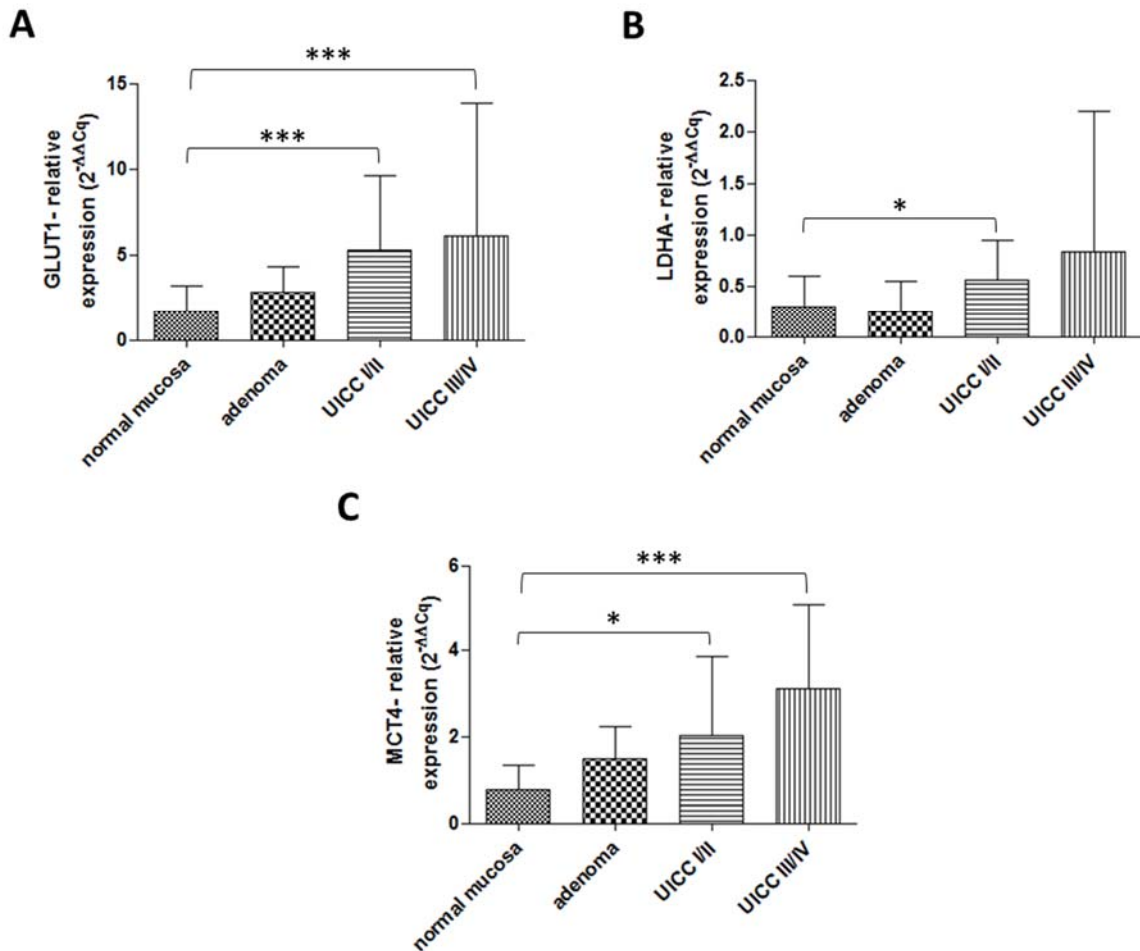 A
GLUT1- relative
expression (2^-ΔΔCq)
15
10
5
0
***
***
normal mucosa
adenoma
UICC I/II
UICC III/IV
B
LDHA- relative
expression (2^-ΔΔCq)
2.5
2.0
1.5
1.0
0.5
0.0
*
normal mucosa
adenoma
UICC I/II
UICC III/IV
C
MCT4- relative
expression (2^-ΔΔCq)
6
4
2
0
***
*
normal mucosa
adenoma
UICC I/II
UICC III/IV